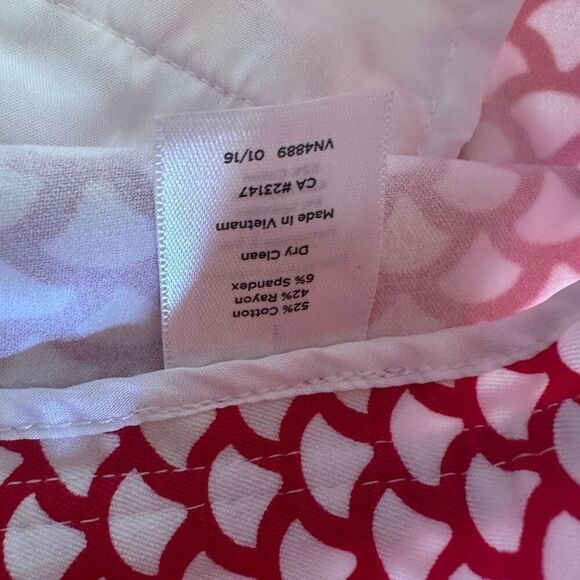 52% Cotton
42% Rayon
6% Spandex
Dry Clean
Made in Vietnam
CA #23147
VN4889 01/16